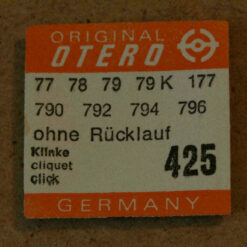 ORIGINAL
OTERO
77 78 79 79K 177
790 792 794 796
ohne Rücklauf
Klinke
cliquet
click
425
GERMANY